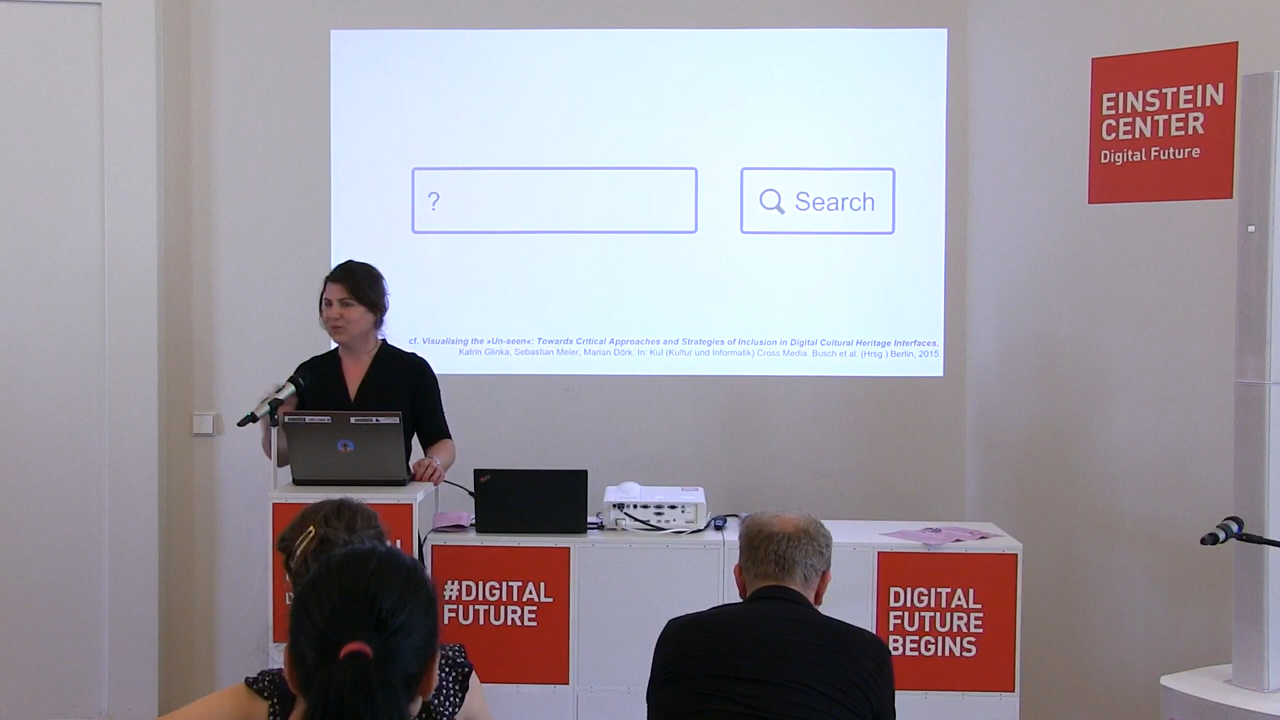 ?
Search
cf. Visualising the »Un-seen«: Towards Critical Approaches and Strategies of Inclusion in Digital Cultural Heritage Interfaces.
Katrin Glinka, Sebastian Meier, Marian Dörk. In: KuI (Kultur und Informatik) Cross Media. Busch et al. (Hrsg.) Berlin, 2015
EINSTEIN
CENTER
Digital Future
#DIGITAL
FUTURE
DIGITAL
FUTURE
BEGINS